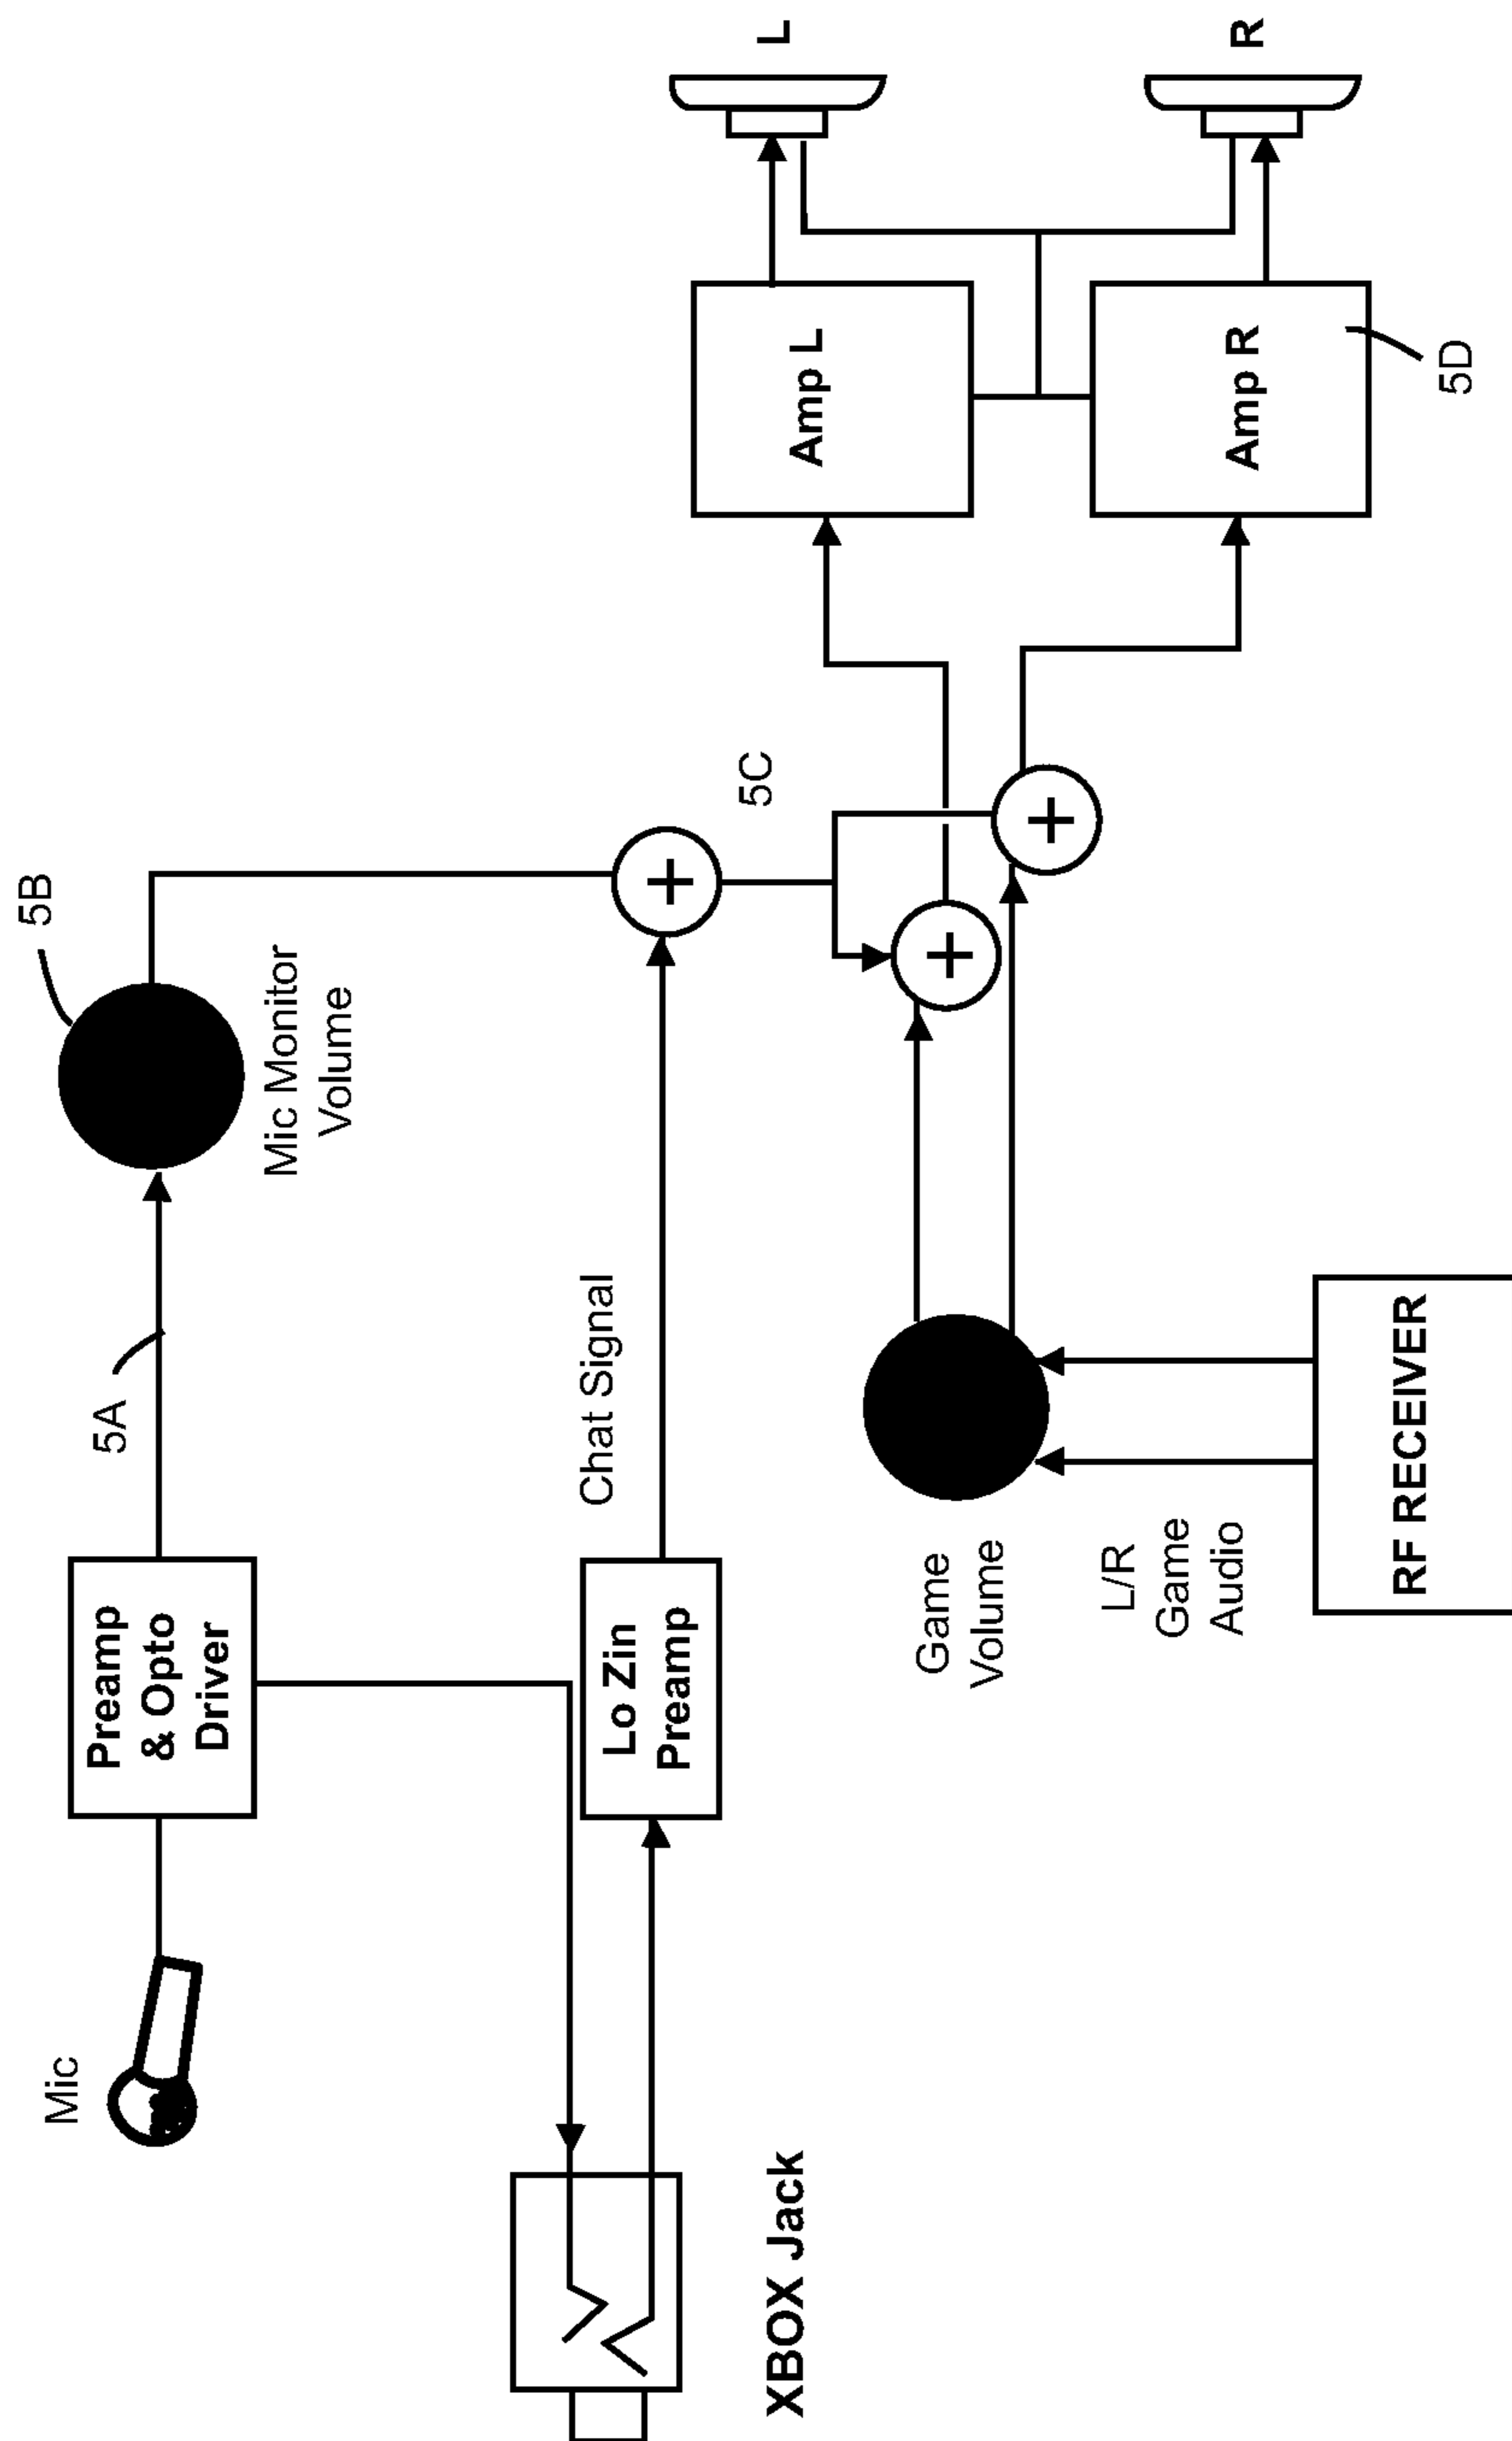 Mic
Preamp
& Opto
Driver
5A
5B
Mic Monitor
Volume
XBOX Jack
Lo Zin
Preamp
Chat Signal
5C
Game
Volume
L/R
Game
Audio
RF RECEIVER
Amp L
Amp R
5D
L
R